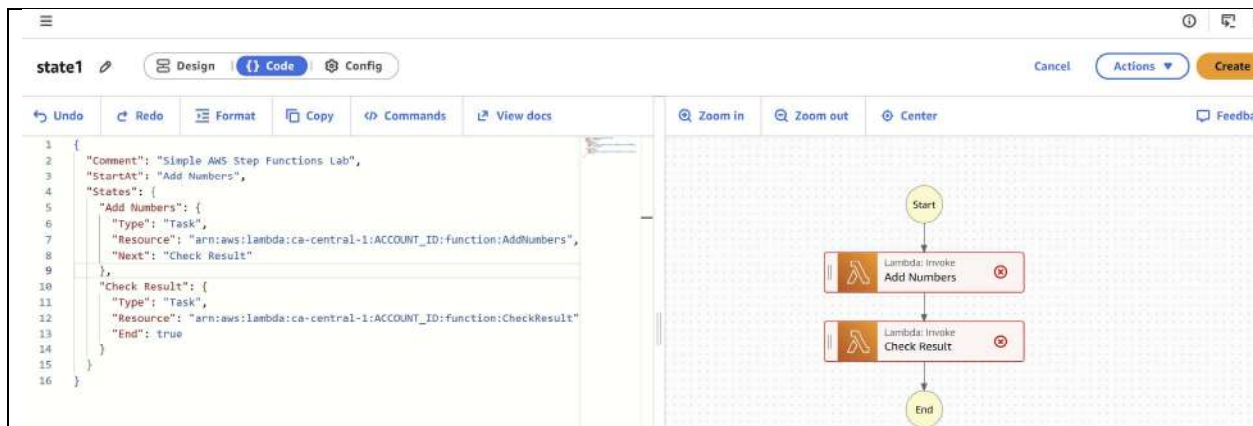 state1
Design
{} Code
Config
Cancel
Actions
Create
Undo
Redo
Format
Copy
Commands
View docs
Zoom in
Zoom out
Center
1 {
2 "Comment": "Simple AWS Step Functions Lab",
3 "StartAt": "Add Numbers",
4 "States": {
5 "Add Numbers": {
6 "Type": "Task",
7 "Resource": "arn:aws:lambda:ca-central-1:ACCOUNT_ID:function:AddNumbers",
8 "Next": "Check Result"
9 },
10 "Check Result": {
11 "Type": "Task",
12 "Resource": "arn:aws:lambda:ca-central-1:ACCOUNT_ID:function:CheckResult"
13 "End": true
14 }
15 }
16 }
Start
Lambda: Invoke
Add Numbers
Lambda: Invoke
Check Result
End